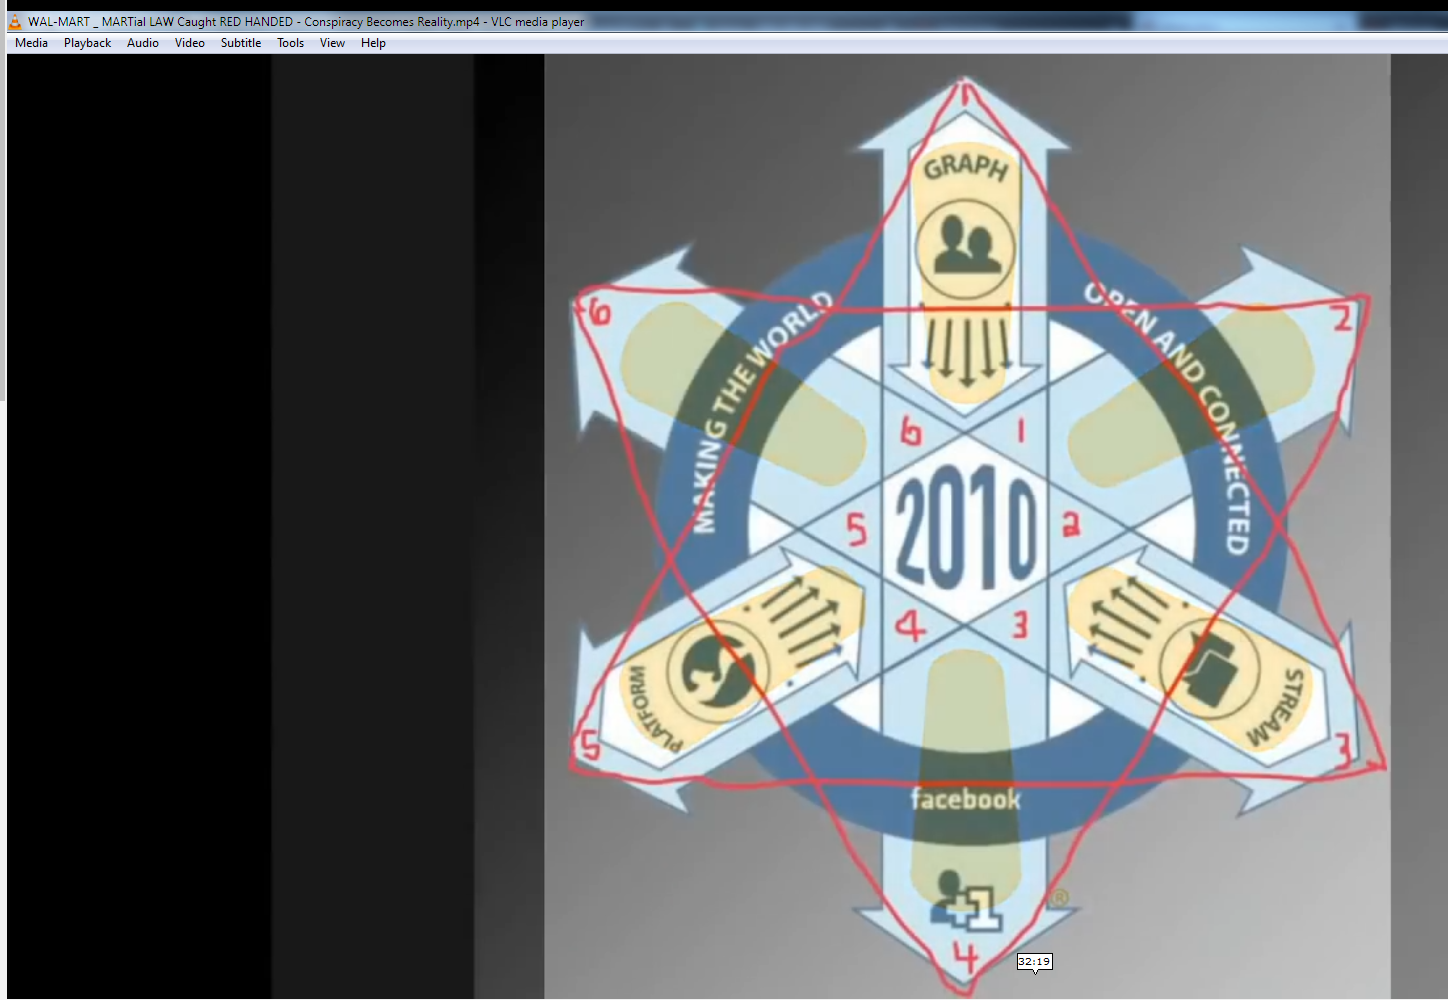 WAL-MART _ MARTial LAW Caught RED HANDED - Conspiracy Becomes Reality.mp4 - VLC media player
Media Playback Audio Video Subtitle Tools View Help
1
GRAPH
6
MAKING THE WORLD
OPEN AND CONNECTED
2
6
1
5
2010
2
4
3
PLATFORM
5
STREAM
3
facebook
+1
®
4
32:19